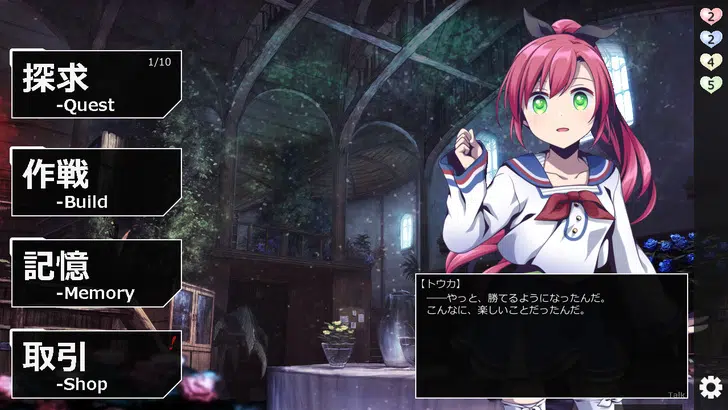 探求
1/10
-Quest
作戦
-Build
記憶
-Memory
取引
!
-Shop
2
2
4
5
【トウカ】
――やっと、勝てるようになったんだ。
こんなに、楽しいことだったんだ。
Talk